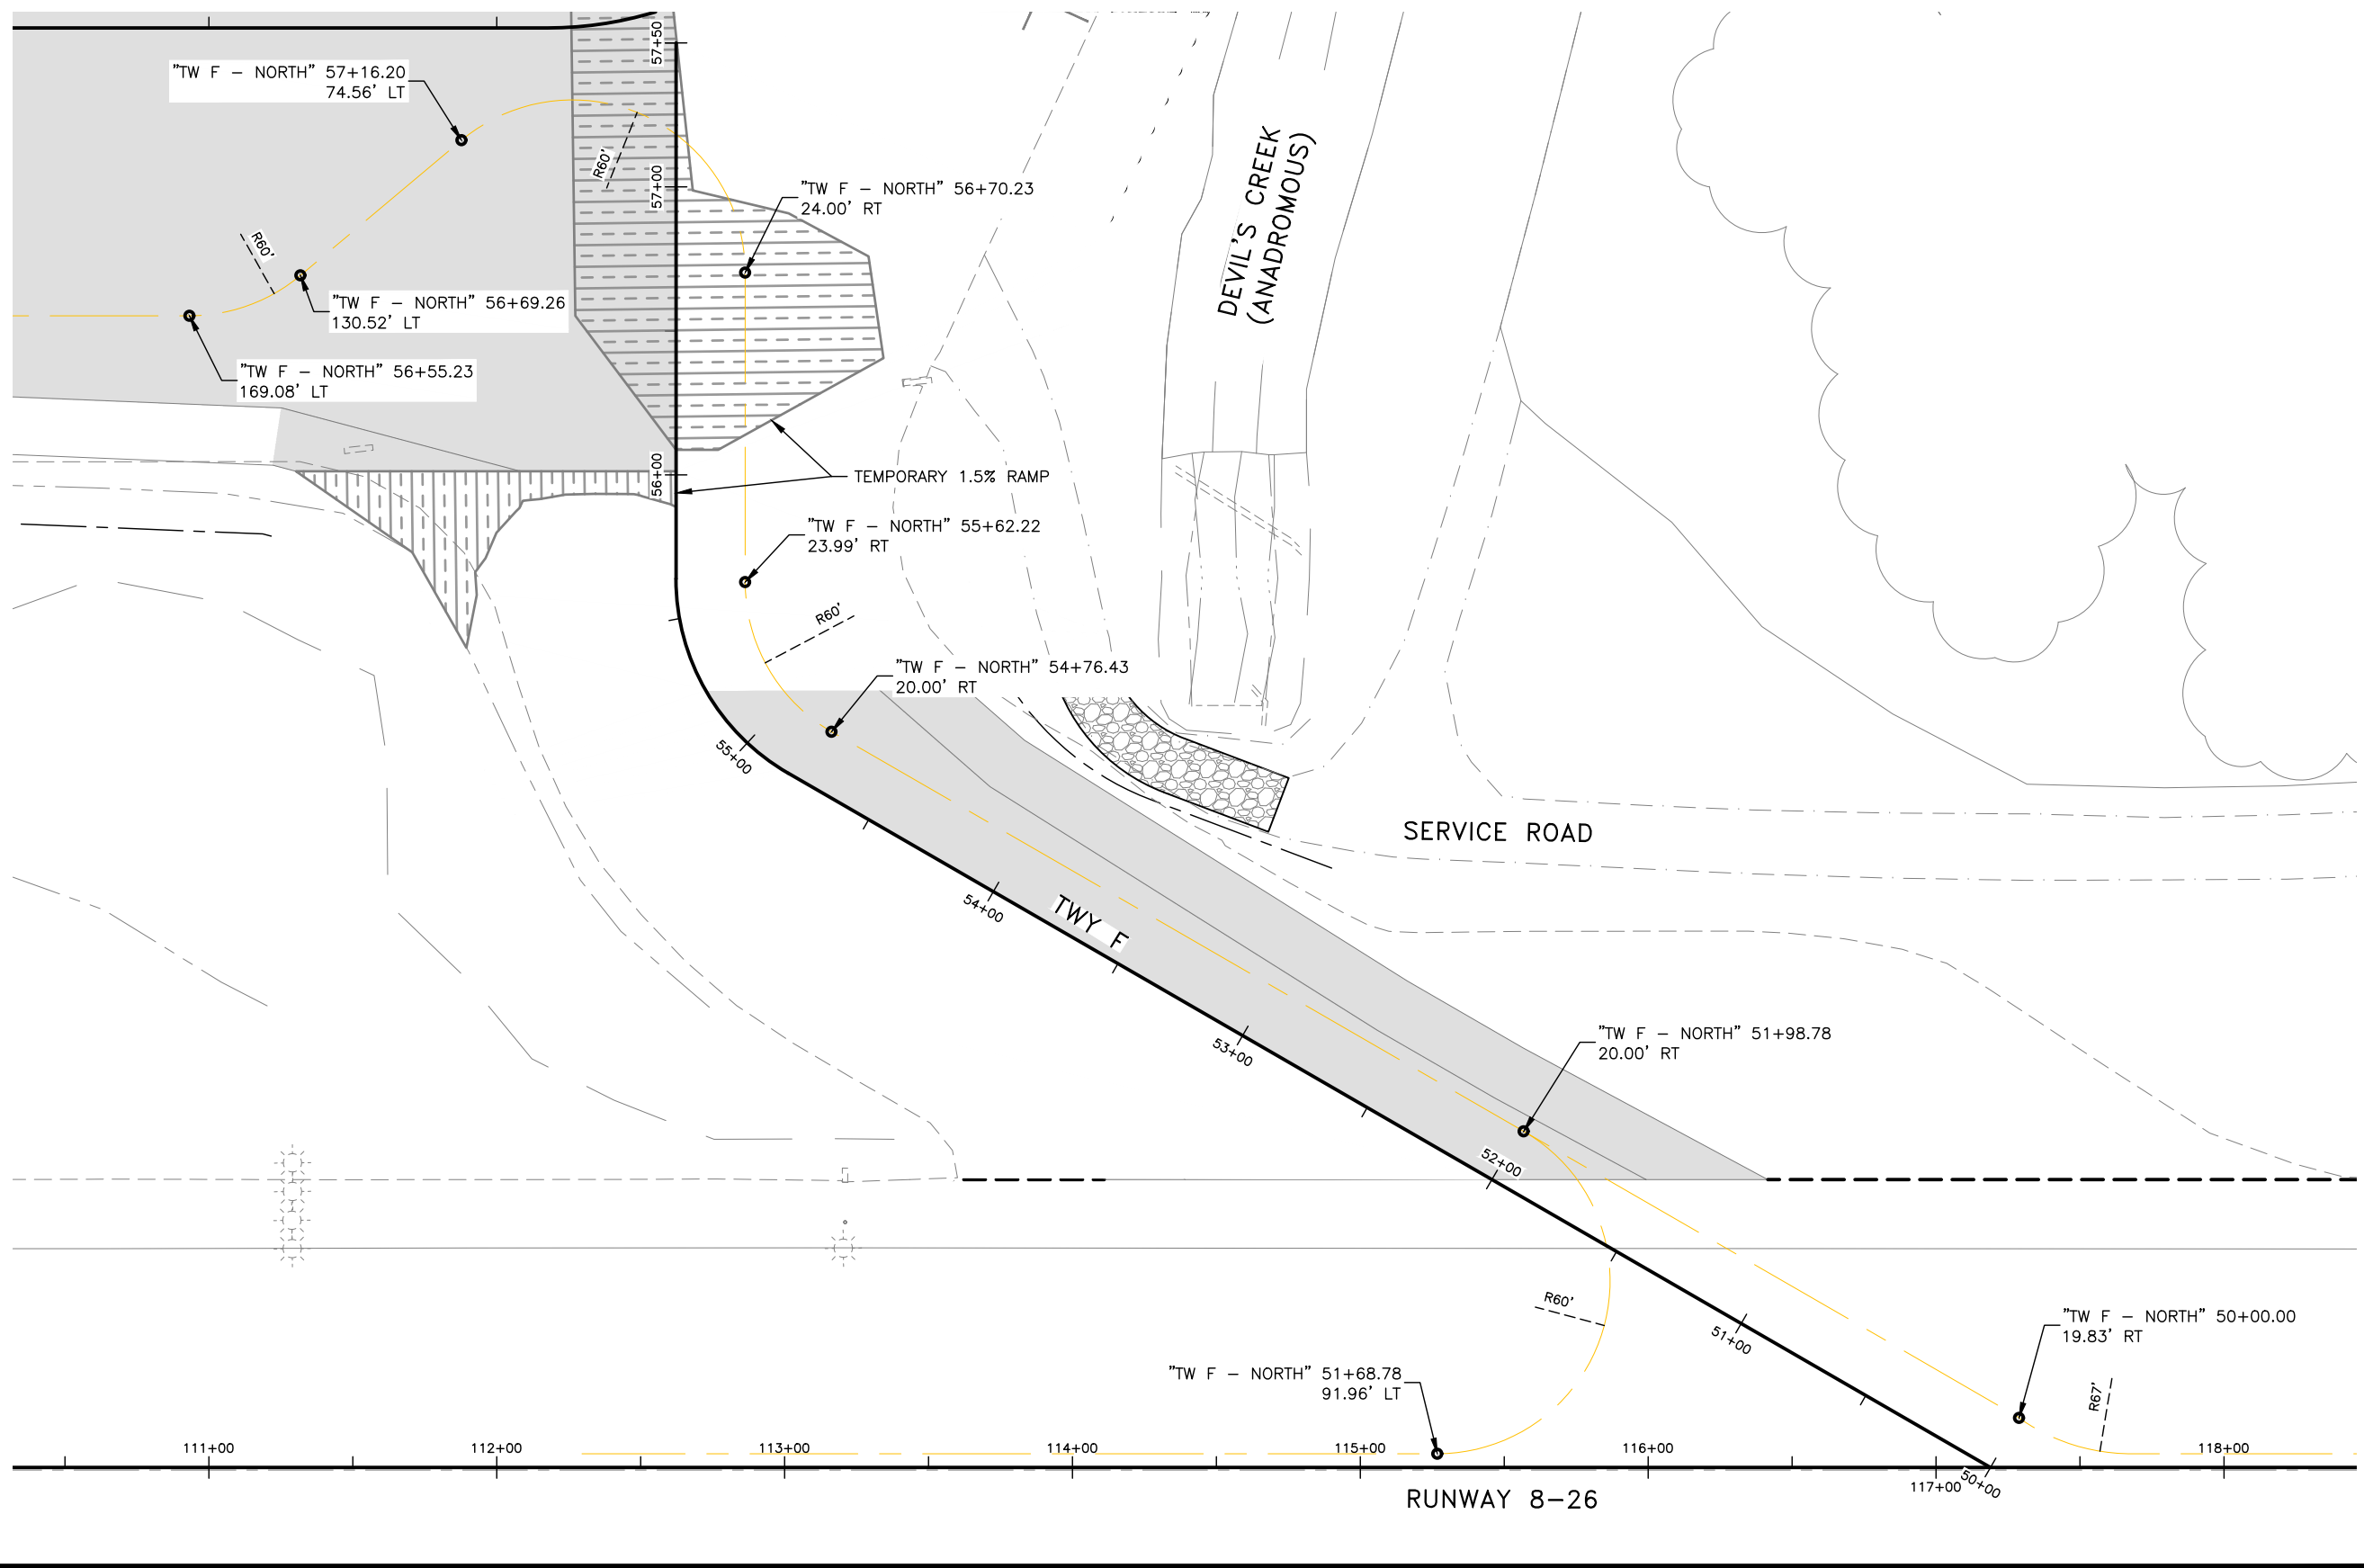 57+50
"TW F – NORTH" 57+16.20
74.56' LT
R60'
57+00
"TW F – NORTH" 56+70.23
24.00' RT
DEVIL'S CREEK
(ANADROMOUS)
R60'
"TW F – NORTH" 56+69.26
130.52' LT
"TW F – NORTH" 56+55.23
169.08' LT
56+00
TEMPORARY 1.5% RAMP
"TW F – NORTH" 55+62.22
23.99' RT
R60'
"TW F – NORTH" 54+76.43
20.00' RT
55+00
SERVICE ROAD
54+00
TWY F
53+00
"TW F – NORTH" 51+98.78
20.00' RT
52+00
R60'
51+00
"TW F – NORTH" 50+00.00
19.83' RT
"TW F – NORTH" 51+68.78
91.96' LT
R67'
111+00
112+00
113+00
114+00
115+00
116+00
117+00
118+00
50+00
RUNWAY 8–26